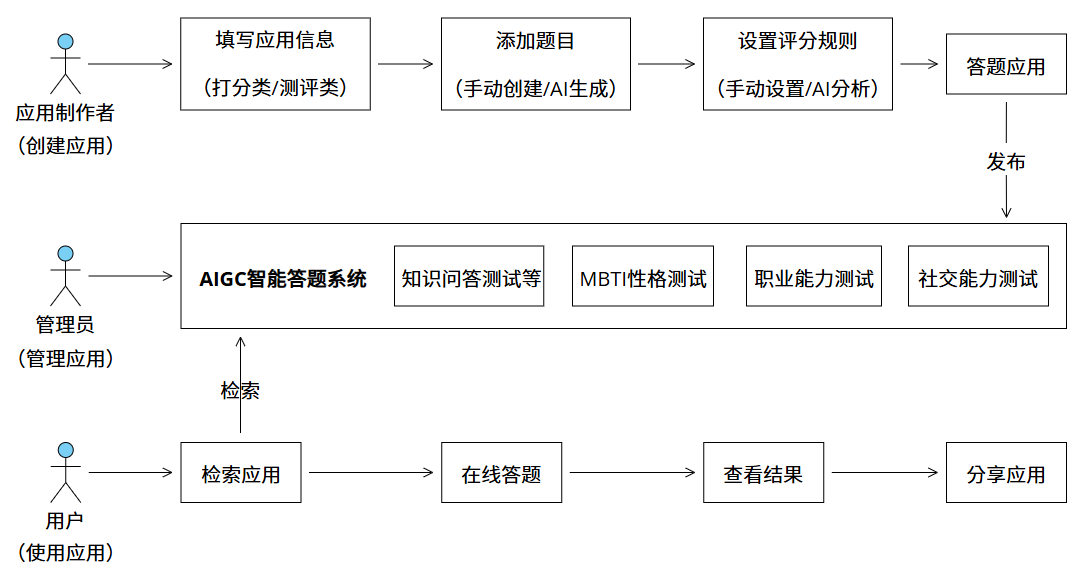 应用制作者
（创建应用）
填写应用信息
（打分类/测评类）
添加题目
（手动创建/AI生成）
设置评分规则
（手动设置/AI分析）
答题应用
发布
管理员
（管理应用）
AIGC智能答题系统
知识问答测试等
MBTI性格测试
职业能力测试
社交能力测试
检索
用户
（使用应用）
检索应用
在线答题
查看结果
分享应用